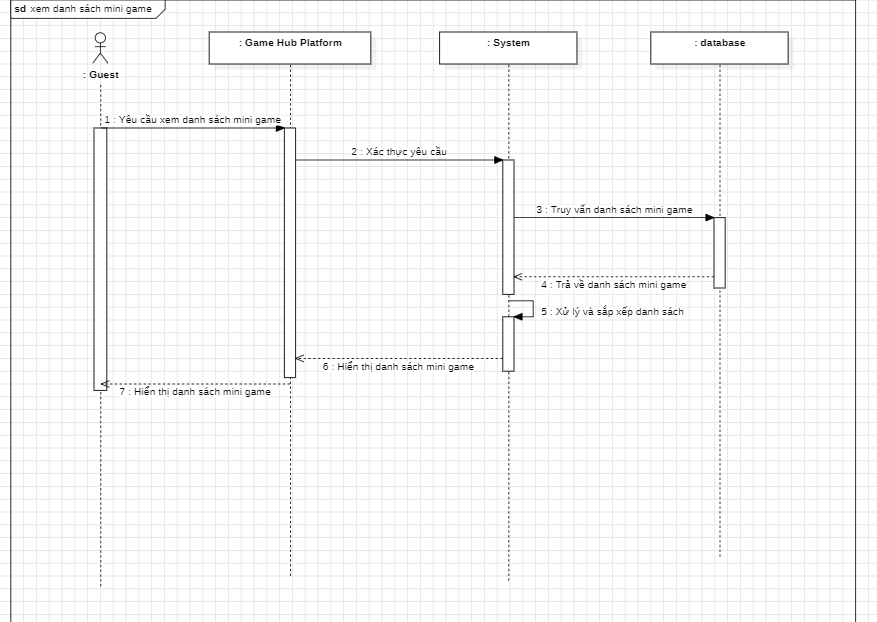 sd xem danh sách mini game
: Guest
: Game Hub Platform
: System
: database
1 : Yêu cầu xem danh sách mini game
2 : Xác thực yêu cầu
3 : Truy vấn danh sách mini game
4 : Trả về danh sách mini game
5 : Xử lý và sắp xếp danh sách
6 : Hiển thị danh sách mini game
7 : Hiển thị danh sách mini game